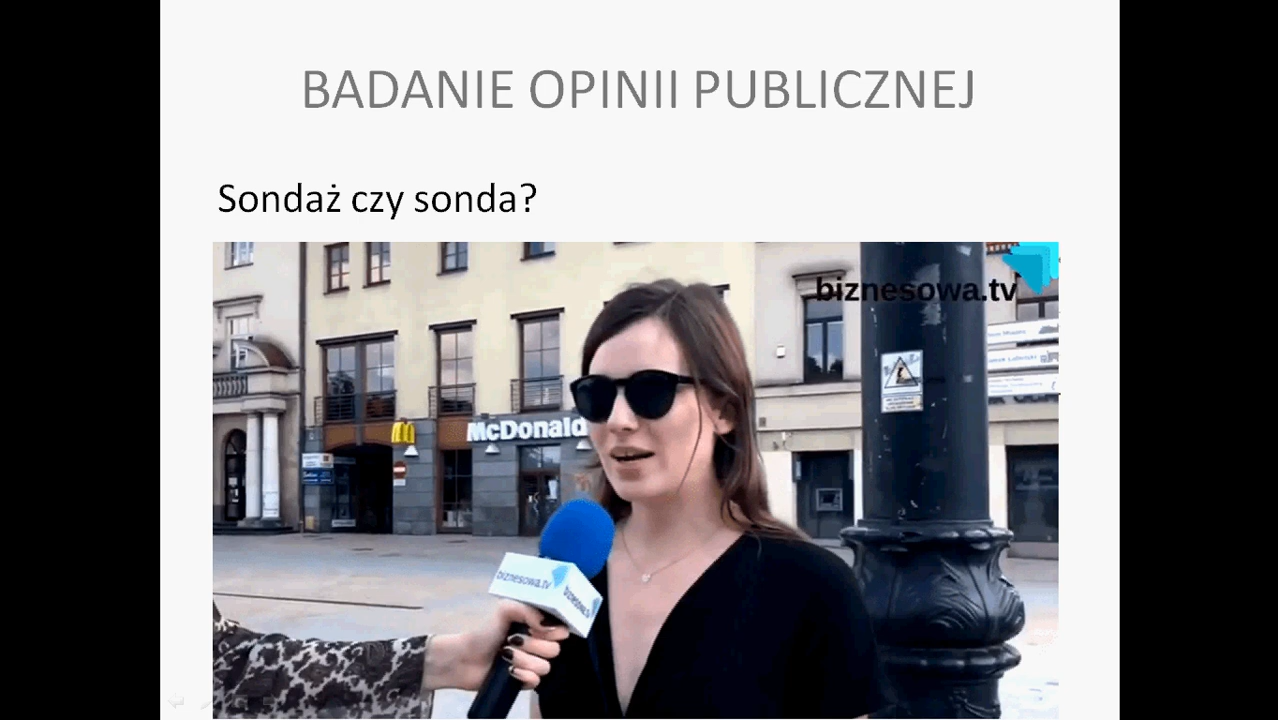 BADANIE OPINII PUBLICZNEJ
Sondaż czy sonda?
biznesowa.tv
McDonald
biznesowa.tv